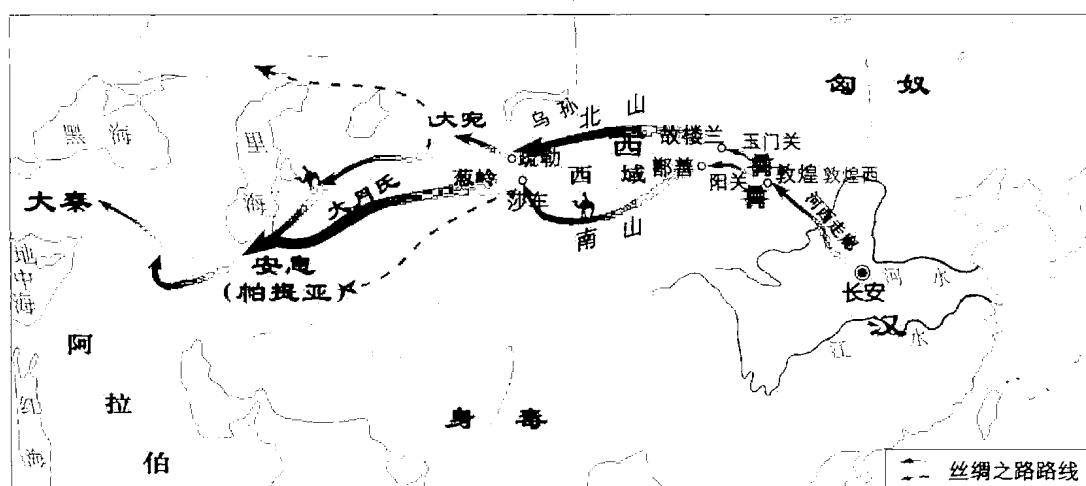 匈奴
黑海
里海
大宛
乌孙
北山
故楼兰
玉门关
疏勒
西域
鄯善
阳关
敦煌
敦煌西
葱岭
莎车
西
南山
河西走廊
大秦
大月氏
安息
(帕提亚)
地中海
长安
河水
汉
江水
阿拉伯
红海
身毒
丝绸之路路线